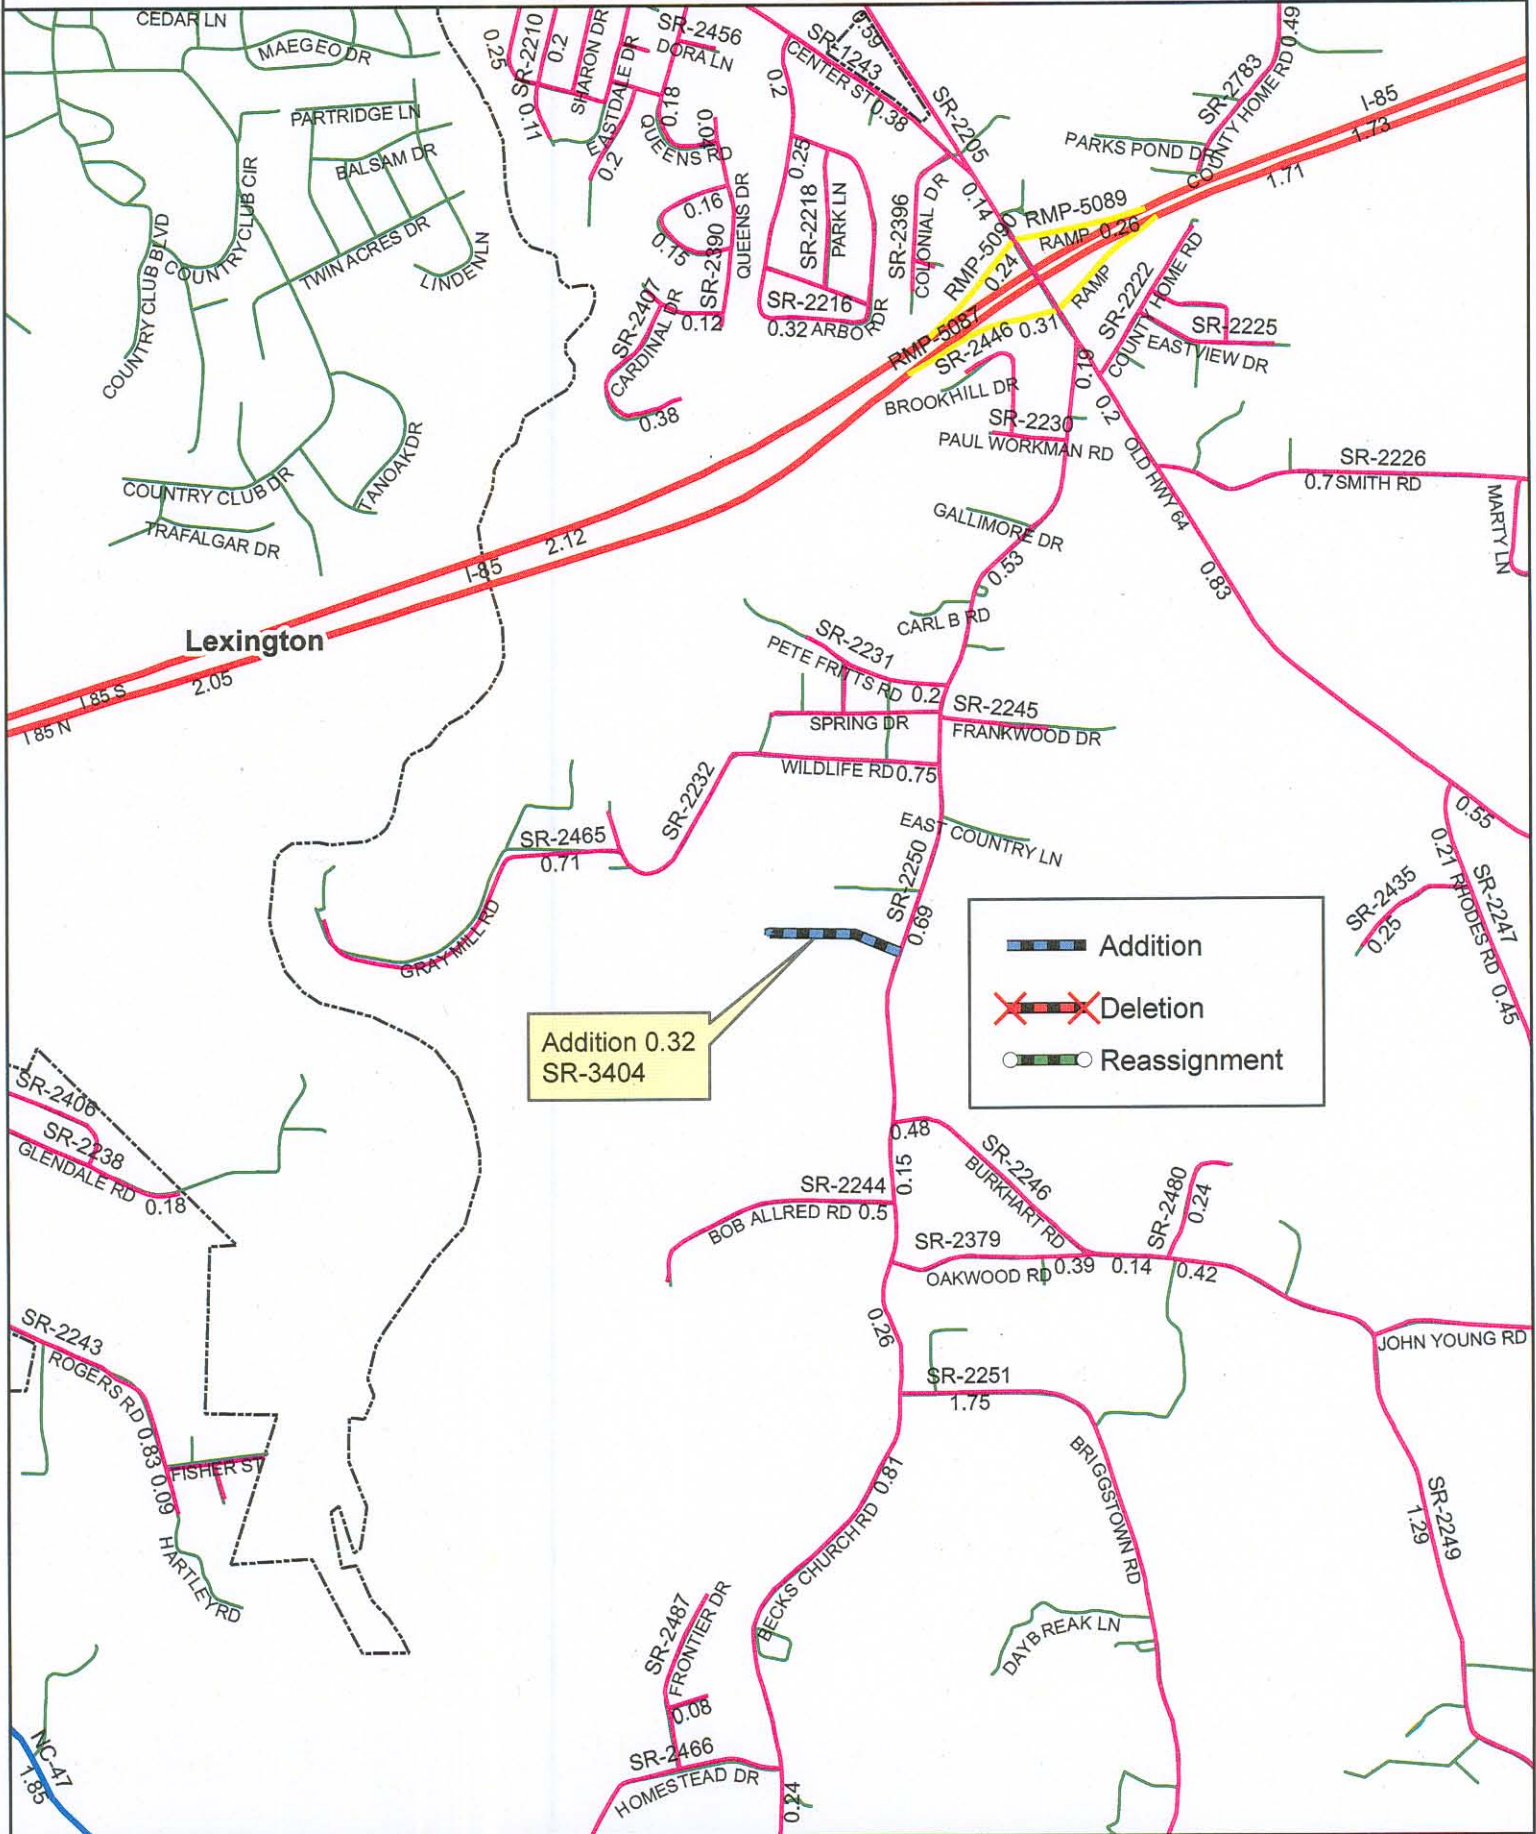 CEDAR LN
MAEGEO DR
PARTRIDGE LN
BALSAM DR
COUNTRY CLUB CIR
COUNTRY CLUB BLVD
TWIN ACRES DR
LINDEN LN
TANOAK DR
COUNTRY CLUB DR
TRAFALGAR DR
0.25
SR-2210
0.2
0.11
SHARON DR
EASTDALE DR
0.2
SR-2456
DORA LN
0.18
QUEENS RD
0.04
0.16
0.15
SR-2390
QUEENS DR
0.12
SR-2407
CARDINAL DR
0.38
0.59
SR-1243
CENTER ST 0.38
0.2
SR-2205
0.25
SR-2218
PARK LN
SR-2216
0.32 ARBOR DR
SR-2396
COLONIAL DR
0.14
RMP-5090
0.24
RMP-5089
RAMP 0.26
RAMP
RMP-5087
SR-2446 0.31
SR-2783
COUNTY HOME RD 0.49
PARKS POND DR
I-85
1.73
1.71
SR-2222
COUNTY HOME RD
SR-2225
EASTVIEW DR
BROOKHILL DR
SR-2230
PAUL WORKMAN RD
0.19
0.2
OLD HWY 64
SR-2226
0.7 SMITH RD
MARTY LN
0.83
GALLIMORE DR
0.53
CARL B RD
2.12
I-85
Lexington
2.05
I 85 S
I 85 N
SR-2231
PETE FRITTS RD 0.2
SPRING DR
SR-2245
FRANKWOOD DR
WILDLIFE RD 0.75
SR-2232
SR-2465
0.71
GRAY MILL RD
EAST COUNTRY LN
SR-2250
0.69
0.55
0.21 RHODES RD 0.45
SR-2247
SR-2435
0.25
Addition
Deletion
Reassignment
Addition 0.32
SR-3404
SR-2406
SR-2238
GLENDALE RD
0.18
0.48
0.15
SR-2246
BURKHART RD
SR-2244
BOB ALLRED RD 0.5
SR-2379
OAKWOOD RD 0.39
0.14
SR-2480
0.24
0.42
JOHN YOUNG RD
0.26
SR-2243
ROGERS RD 0.83
0.09
FISHER ST
HARTLEY RD
SR-2251
1.75
BRIGGSTOWN RD
BECKS CHURCH RD 0.81
SR-2249
1.29
DAYB REAK LN
SR-2487
FRONTIER DR
0.08
SR-2466
HOMESTEAD DR
0.24
NC-47
1.85